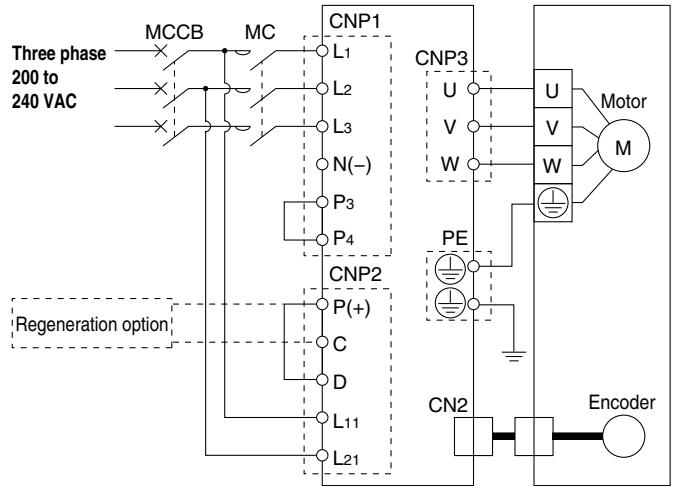 Three phase
200 to
240 VAC
MCCB
MC
CNP1
L1
L2
L3
N(−)
P3
P4
CNP2
P(+)
C
D
L11
L21
Regeneration option
CNP3
U
V
W
PE
CN2
U
V
W
Motor
M
Encoder